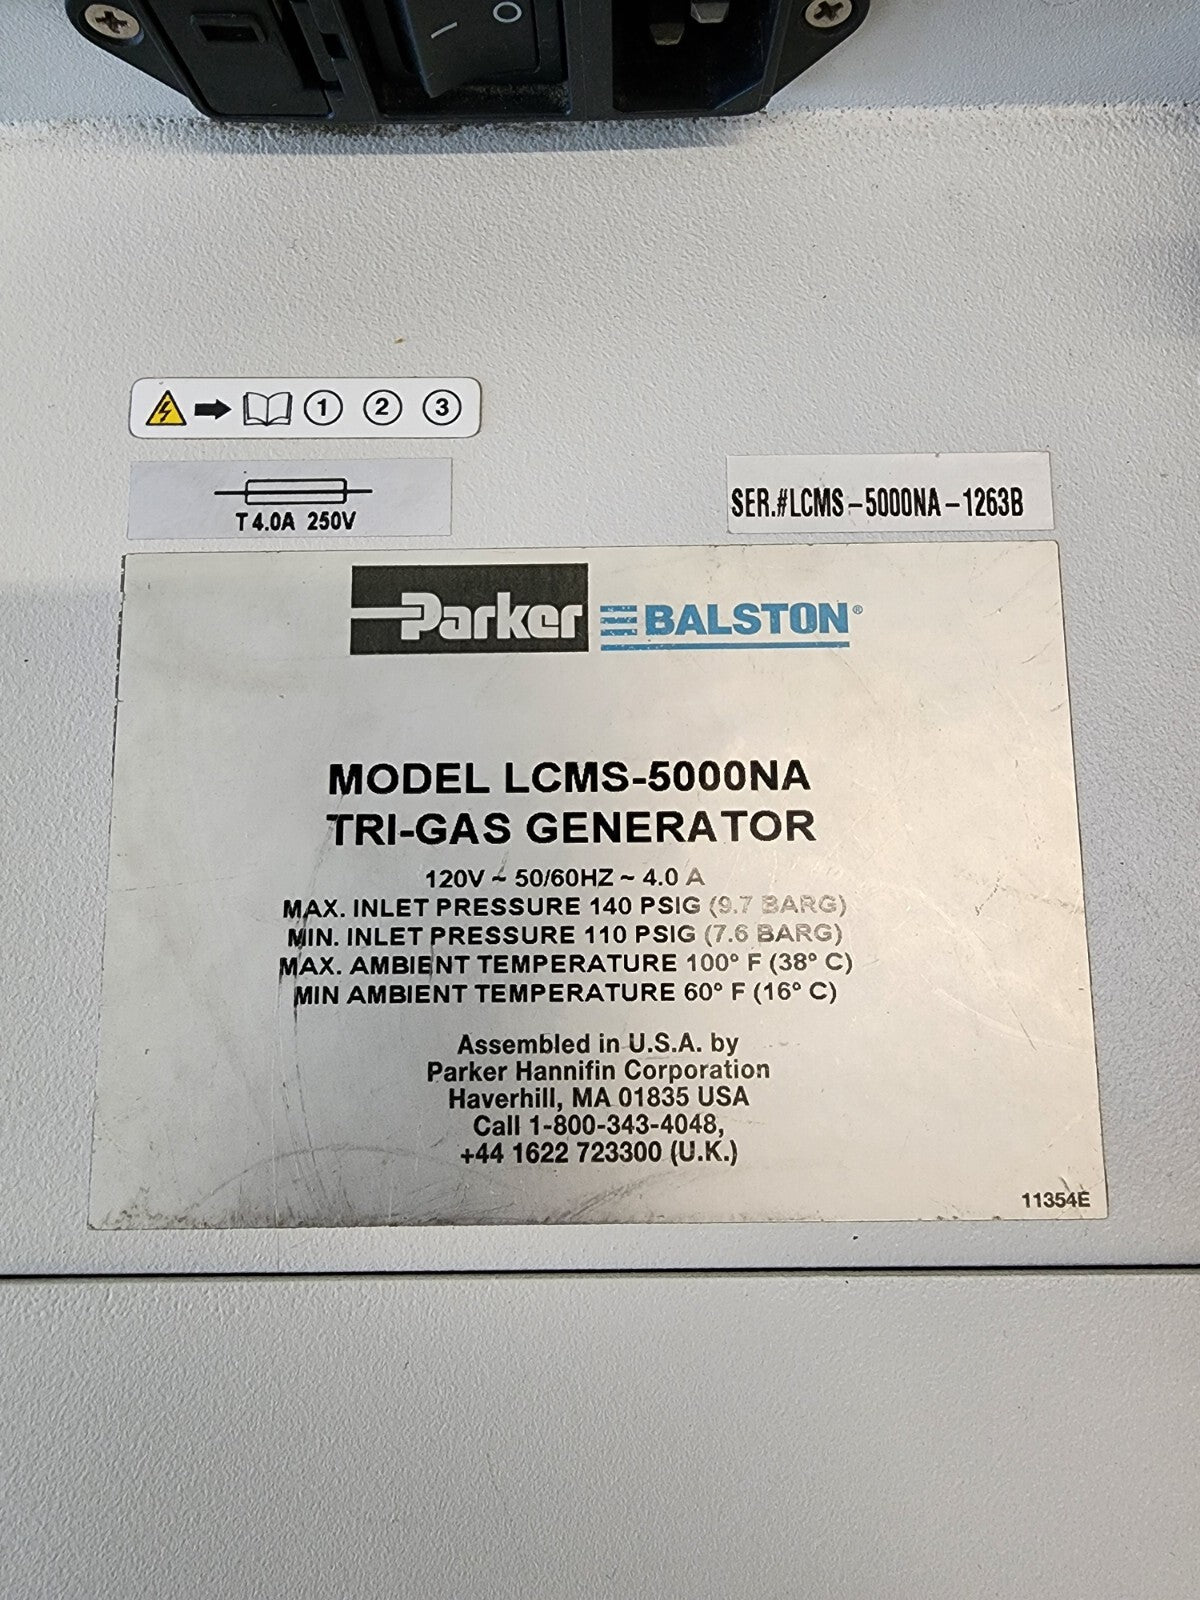 1 2 3
T 4.0A 250V
SER.#LCMS-5000NA-1263B
Parker BALSTON®
MODEL LCMS-5000NA
TRI-GAS GENERATOR
120V ~ 50/60HZ ~ 4.0 A
MAX. INLET PRESSURE 140 PSIG (9.7 BARG)
MIN. INLET PRESSURE 110 PSIG (7.6 BARG)
MAX. AMBIENT TEMPERATURE 100° F (38° C)
MIN AMBIENT TEMPERATURE 60° F (16° C)
Assembled in U.S.A. by
Parker Hannifin Corporation
Haverhill, MA 01835 USA
Call 1-800-343-4048,
+44 1622 723300 (U.K.)
11354E